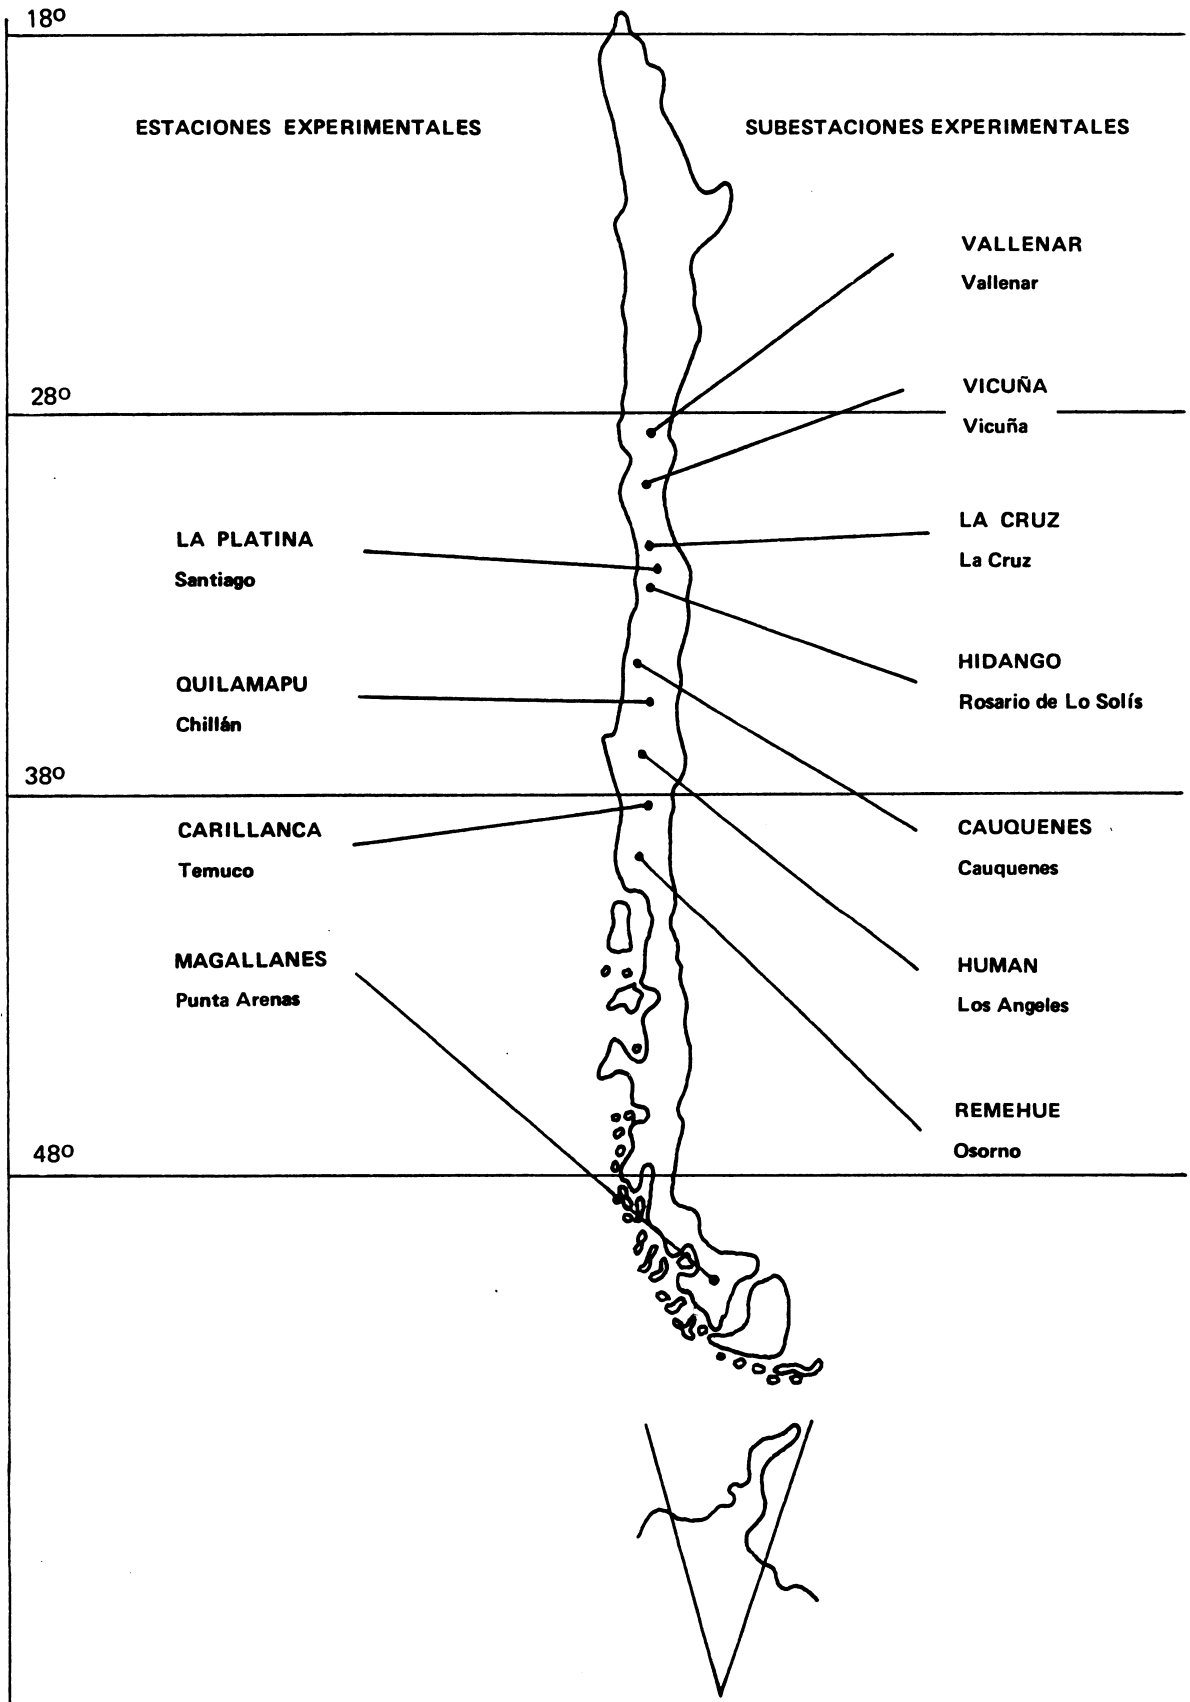 18º
ESTACIONES EXPERIMENTALES
SUBESTACIONES EXPERIMENTALES
VALLENAR
Vallenar
28º
VICUÑA
Vicuña
LA PLATINA
Santiago
LA CRUZ
La Cruz
QUILAMAPU
Chillán
HIDANGO
Rosario de Lo Solís
38º
CARILLANCA
Temuco
CAUQUENES
Cauquenes
MAGALLANES
Punta Arenas
HUMAN
Los Angeles
REMEHUE
Osorno
48º